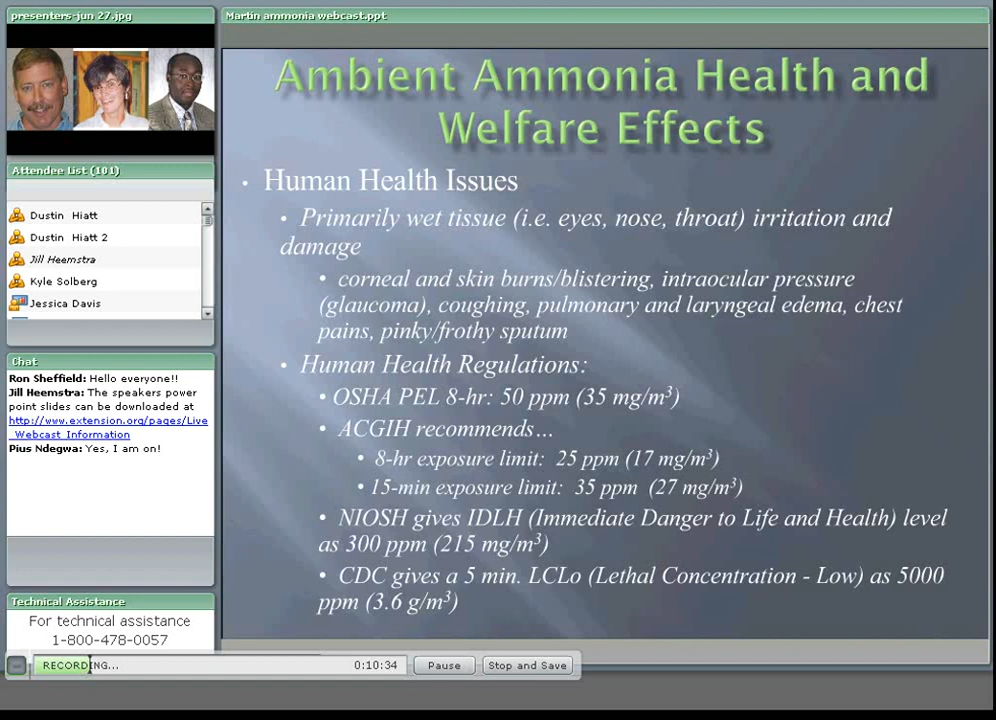 presenters-jun 27.jpg
Martin ammonia webcast.ppt
Attendee List (101)
Dustin Hiatt
Dustin Hiatt 2
Jill Heemstra
Kyle Solberg
Jessica Davis
Chat
Ron Sheffield: Hello everyone!!
Jill Heemstra: The speakers power
point slides can be downloaded at
http://www.extension.org/pages/Live
_Webcast_Information
Pius Ndegwa: Yes, I am on!
Technical Assistance
For technical assistance
1-800-478-0057
Ambient Ammonia Health and
Welfare Effects
• Human Health Issues
• Primarily wet tissue (i.e. eyes, nose, throat) irritation and
damage
• corneal and skin burns/blistering, intraocular pressure
(glaucoma), coughing, pulmonary and laryngeal edema, chest
pains, pinky/frothy sputum
• Human Health Regulations:
• OSHA PEL 8-hr: 50 ppm (35 mg/m³)
• ACGIH recommends…
• 8-hr exposure limit: 25 ppm (17 mg/m³)
• 15-min exposure limit: 35 ppm (27 mg/m³)
• NIOSH gives IDLH (Immediate Danger to Life and Health) level
as 300 ppm (215 mg/m³)
• CDC gives a 5 min. LCLo (Lethal Concentration - Low) as 5000
ppm (3.6 g/m³)
RECORDING...
0:10:34
Pause
Stop and Save